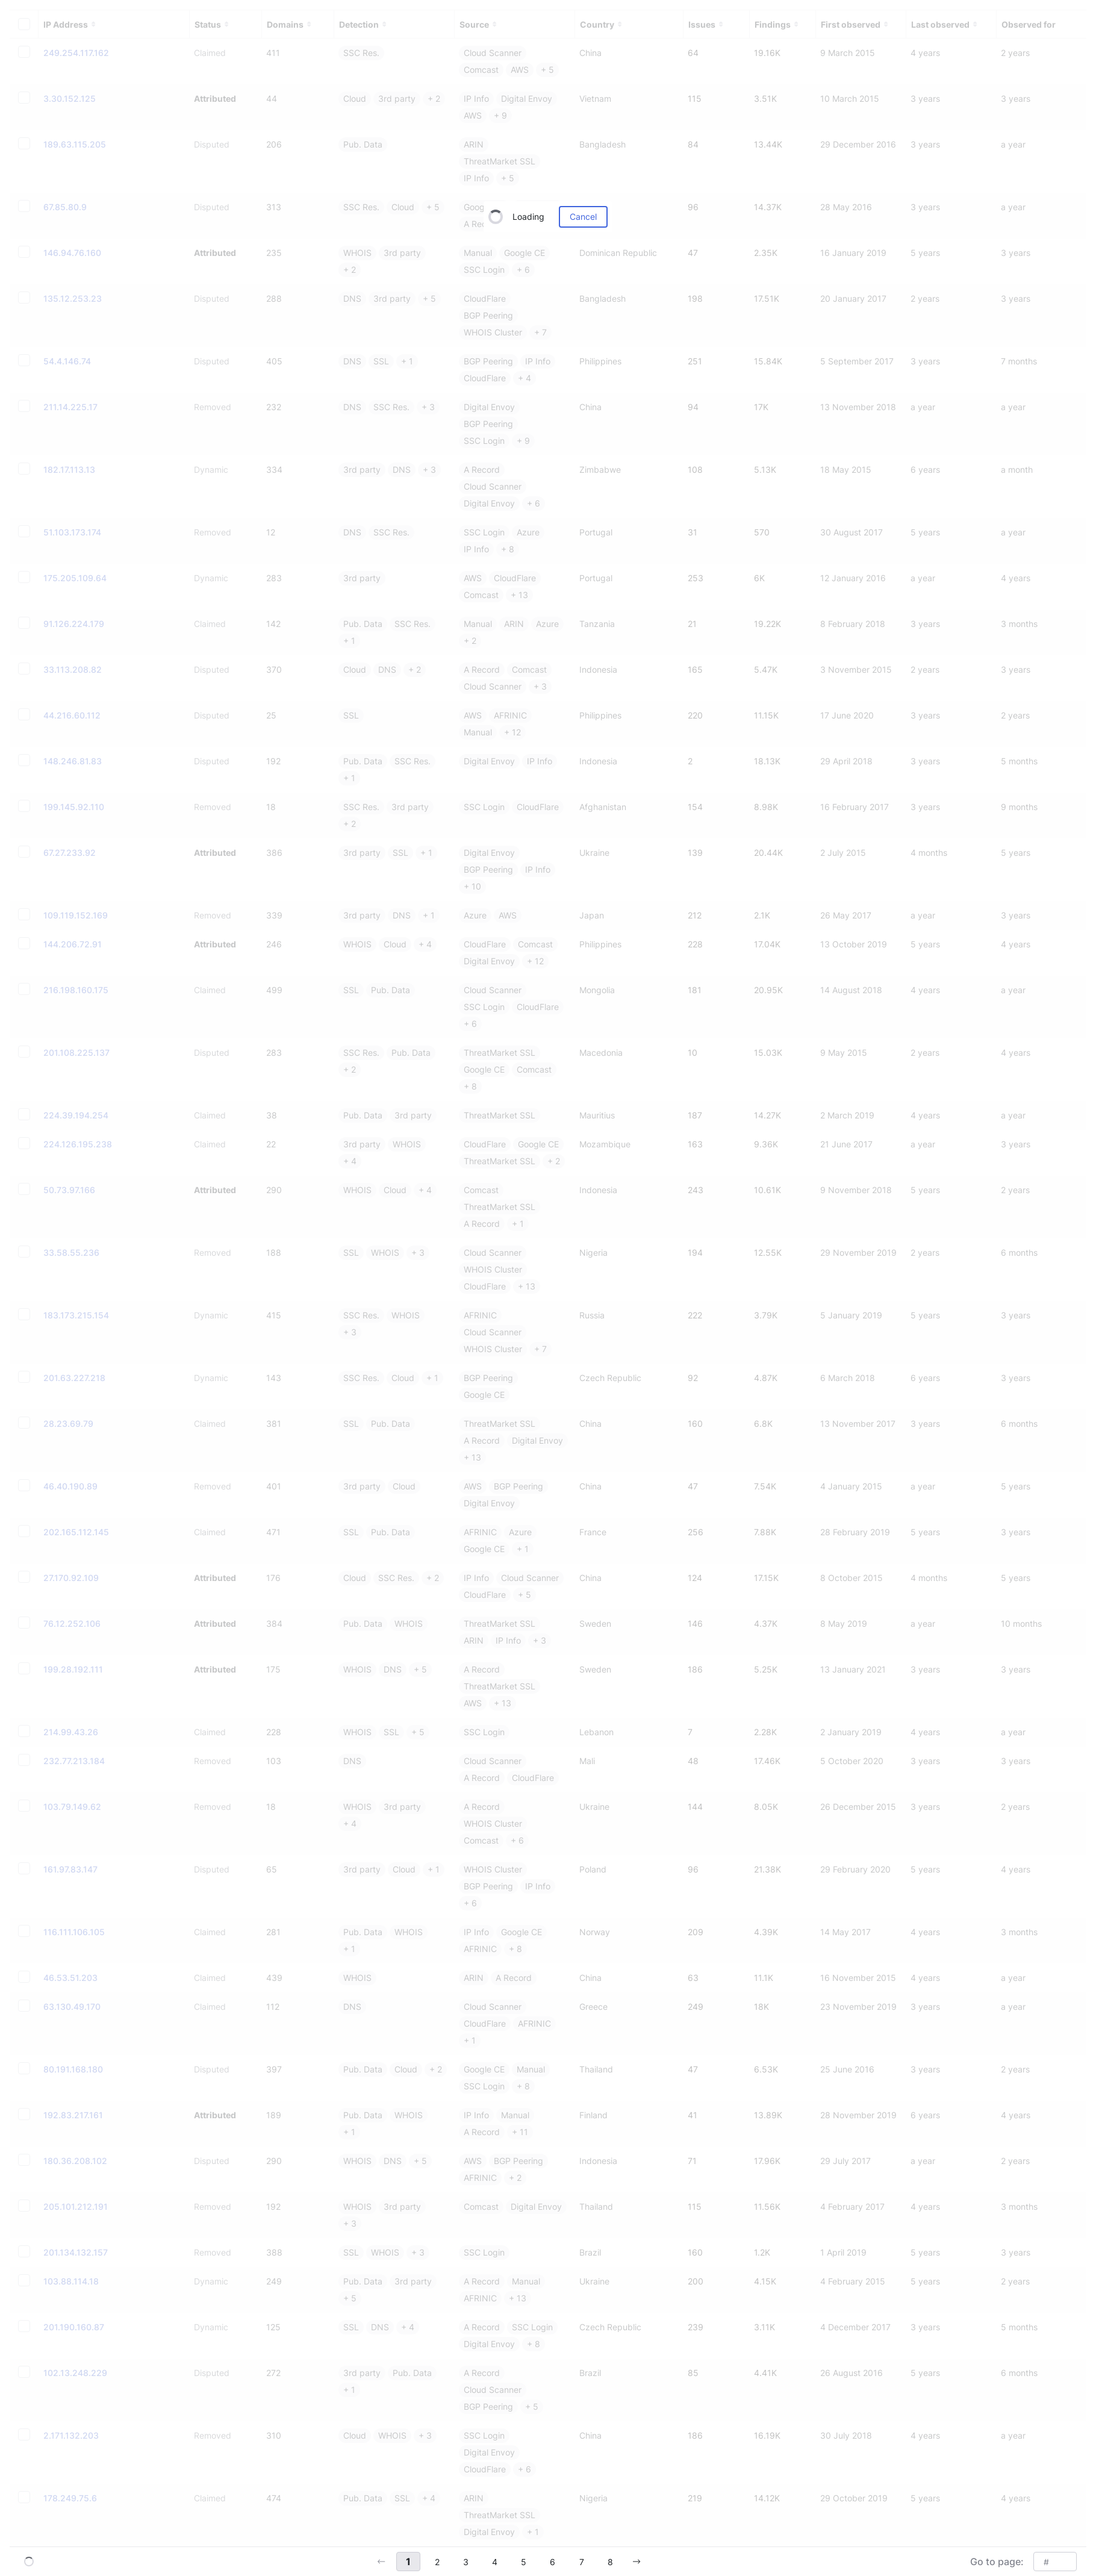 IP Address Status Domains Detection Source Country Issues Findings First observed Last observed Observed for
249.254.117.162 Claimed 411 SSC Res. Cloud Scanner China 64 19.16K 9 March 2015 4 years 2 years
Comcast AWS + 5
3.30.152.125 Attributed 44 Cloud 3rd party + 2 IP Info Digital Envoy Vietnam 115 3.51K 10 March 2015 3 years 3 years
AWS + 9
189.63.115.205 Disputed 206 Pub. Data ARIN Bangladesh 84 13.44K 29 December 2016 3 years a year
ThreatMarket SSL
IP Info + 5
67.85.80.9 Disputed 313 SSC Res. Cloud + 5 Goog Loading Cancel 96 14.37K 28 May 2016 3 years a year
A Re
146.94.76.160 Attributed 235 WHOIS 3rd party Manual Google CE Dominican Republic 47 2.35K 16 January 2019 5 years 3 years
+ 2 SSC Login + 6
135.12.253.23 Disputed 288 DNS 3rd party + 5 CloudFlare Bangladesh 198 17.51K 20 January 2017 2 years 3 years
BGP Peering
WHOIS Cluster + 7
54.4.146.74 Disputed 405 DNS SSL + 1 BGP Peering IP Info Philippines 251 15.84K 5 September 2017 3 years 7 months
CloudFlare + 4
211.14.225.17 Removed 232 DNS SSC Res. + 3 Digital Envoy China 94 17K 13 November 2018 a year a year
BGP Peering
SSC Login + 9
182.17.113.13 Dynamic 334 3rd party DNS + 3 A Record Zimbabwe 108 5.13K 18 May 2015 6 years a month
Cloud Scanner
Digital Envoy + 6
51.103.173.174 Removed 12 DNS SSC Res. SSC Login Azure Portugal 31 570 30 August 2017 5 years a year
IP Info + 8
175.205.109.64 Dynamic 283 3rd party AWS CloudFlare Portugal 253 6K 12 January 2016 a year 4 years
Comcast + 13
91.126.224.179 Claimed 142 Pub. Data SSC Res. Manual ARIN Azure Tanzania 21 19.22K 8 February 2018 3 years 3 months
+ 1 + 2
33.113.208.82 Disputed 370 Cloud DNS + 2 A Record Comcast Indonesia 165 5.47K 3 November 2015 2 years 3 years
Cloud Scanner + 3
44.216.60.112 Disputed 25 SSL AWS AFRINIC Philippines 220 11.15K 17 June 2020 3 years 2 years
Manual + 12
148.246.81.83 Disputed 192 Pub. Data SSC Res. Digital Envoy IP Info Indonesia 2 18.13K 29 April 2018 3 years 5 months
+ 1
199.145.92.110 Removed 18 SSC Res. 3rd party SSC Login CloudFlare Afghanistan 154 8.98K 16 February 2017 3 years 9 months
+ 2
67.27.233.92 Attributed 386 3rd party SSL + 1 Digital Envoy Ukraine 139 20.44K 2 July 2015 4 months 5 years
BGP Peering IP Info
+ 10
109.119.152.169 Removed 339 3rd party DNS + 1 Azure AWS Japan 212 2.1K 26 May 2017 a year 3 years
144.206.72.91 Attributed 246 WHOIS Cloud + 4 CloudFlare Comcast Philippines 228 17.04K 13 October 2019 5 years 4 years
Digital Envoy + 12
216.198.160.175 Claimed 499 SSL Pub. Data Cloud Scanner Mongolia 181 20.95K 14 August 2018 4 years a year
SSC Login CloudFlare
+ 6
201.108.225.137 Disputed 283 SSC Res. Pub. Data ThreatMarket SSL Macedonia 10 15.03K 9 May 2015 2 years 4 years
+ 2 Google CE Comcast
+ 8
224.39.194.254 Claimed 38 Pub. Data 3rd party ThreatMarket SSL Mauritius 187 14.27K 2 March 2019 4 years a year
224.126.195.238 Claimed 22 3rd party WHOIS CloudFlare Google CE Mozambique 163 9.36K 21 June 2017 a year 3 years
+ 4 ThreatMarket SSL + 2
50.73.97.166 Attributed 290 WHOIS Cloud + 4 Comcast Indonesia 243 10.61K 9 November 2018 5 years 2 years
ThreatMarket SSL
A Record + 1
33.58.55.236 Removed 188 SSL WHOIS + 3 Cloud Scanner Nigeria 194 12.55K 29 November 2019 2 years 6 months
WHOIS Cluster
CloudFlare + 13
183.173.215.154 Dynamic 415 SSC Res. WHOIS AFRINIC Russia 222 3.79K 5 January 2019 5 years 3 years
+ 3 Cloud Scanner
WHOIS Cluster + 7
201.63.227.218 Dynamic 143 SSC Res. Cloud + 1 BGP Peering Czech Republic 92 4.87K 6 March 2018 6 years 3 years
Google CE
28.23.69.79 Claimed 381 SSL Pub. Data ThreatMarket SSL China 160 6.8K 13 November 2017 3 years 6 months
A Record Digital Envoy
+ 13
46.40.190.89 Removed 401 3rd party Cloud AWS BGP Peering China 47 7.54K 4 January 2015 a year 5 years
Digital Envoy
202.165.112.145 Claimed 471 SSL Pub. Data AFRINIC Azure France 256 7.88K 28 February 2019 5 years 3 years
Google CE + 1
27.170.92.109 Attributed 176 Cloud SSC Res. + 2 IP Info Cloud Scanner China 124 17.15K 8 October 2015 4 months 5 years
CloudFlare + 5
76.12.252.106 Attributed 384 Pub. Data WHOIS ThreatMarket SSL Sweden 146 4.37K 8 May 2019 a year 10 months
ARIN IP Info + 3
199.28.192.111 Attributed 175 WHOIS DNS + 5 A Record Sweden 186 5.25K 13 January 2021 3 years 3 years
ThreatMarket SSL
AWS + 13
214.99.43.26 Claimed 228 WHOIS SSL + 5 SSC Login Lebanon 7 2.28K 2 January 2019 4 years a year
232.77.213.184 Removed 103 DNS Cloud Scanner Mali 48 17.46K 5 October 2020 3 years 3 years
A Record CloudFlare
103.79.149.62 Removed 18 WHOIS 3rd party A Record Ukraine 144 8.05K 26 December 2015 3 years 2 years
+ 4 WHOIS Cluster
Comcast + 6
161.97.83.147 Disputed 65 3rd party Cloud + 1 WHOIS Cluster Poland 96 21.38K 29 February 2020 5 years 4 years
BGP Peering IP Info
+ 6
116.111.106.105 Claimed 281 Pub. Data WHOIS IP Info Google CE Norway 209 4.39K 14 May 2017 4 years 3 months
+ 1 AFRINIC + 8
46.53.51.203 Claimed 439 WHOIS ARIN A Record China 63 11.1K 16 November 2015 4 years a year
63.130.49.170 Claimed 112 DNS Cloud Scanner Greece 249 18K 23 November 2019 3 years a year
CloudFlare AFRINIC
+ 1
80.191.168.180 Disputed 397 Pub. Data Cloud + 2 Google CE Manual Thailand 47 6.53K 25 June 2016 3 years 2 years
SSC Login + 8
192.83.217.161 Attributed 189 Pub. Data WHOIS IP Info Manual Finland 41 13.89K 28 November 2019 6 years 4 years
+ 1 A Record + 11
180.36.208.102 Disputed 290 WHOIS DNS + 5 AWS BGP Peering Indonesia 71 17.96K 29 July 2017 a year 2 years
AFRINIC + 2
205.101.212.191 Removed 192 WHOIS 3rd party Comcast Digital Envoy Thailand 115 11.56K 4 February 2017 4 years 3 months
+ 3
201.134.132.157 Removed 388 SSL WHOIS + 3 SSC Login Brazil 160 1.2K 1 April 2019 5 years 3 years
103.88.114.16 Dynamic 249 Pub. Data 3rd party A Record Manual Ukraine 200 4.15K 4 February 2015 5 years 2 years
+ 5 AFRINIC + 13
201.190.160.87 Dynamic 125 SSL DNS + 4 A Record SSC Login Czech Republic 239 3.11K 4 December 2017 3 years 5 months
Digital Envoy + 8
102.13.248.229 Disputed 272 3rd party Pub. Data A Record Brazil 85 4.41K 26 August 2016 5 years 6 months
+ 1 Cloud Scanner
BGP Peering + 5
2.171.132.203 Removed 310 Cloud WHOIS + 3 SSC Login China 186 16.19K 30 July 2018 4 years a year
Digital Envoy
CloudFlare + 6
178.249.75.6 Claimed 474 Pub. Data SSL + 4 ARIN Nigeria 219 14.12K 29 October 2019 5 years 4 years
ThreatMarket SSL
Digital Envoy + 1
← 1 2 3 4 5 6 7 8 → Go to page: #